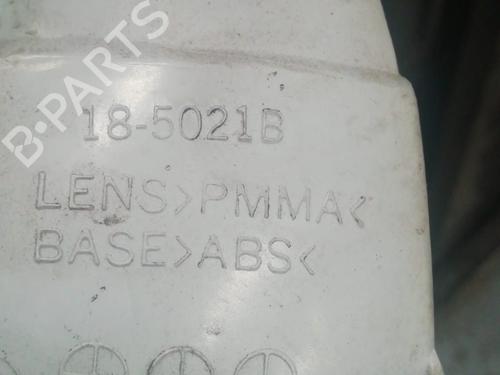 B-PARTS
18-5021B
LENS>PMMA<
BASE>ABS<